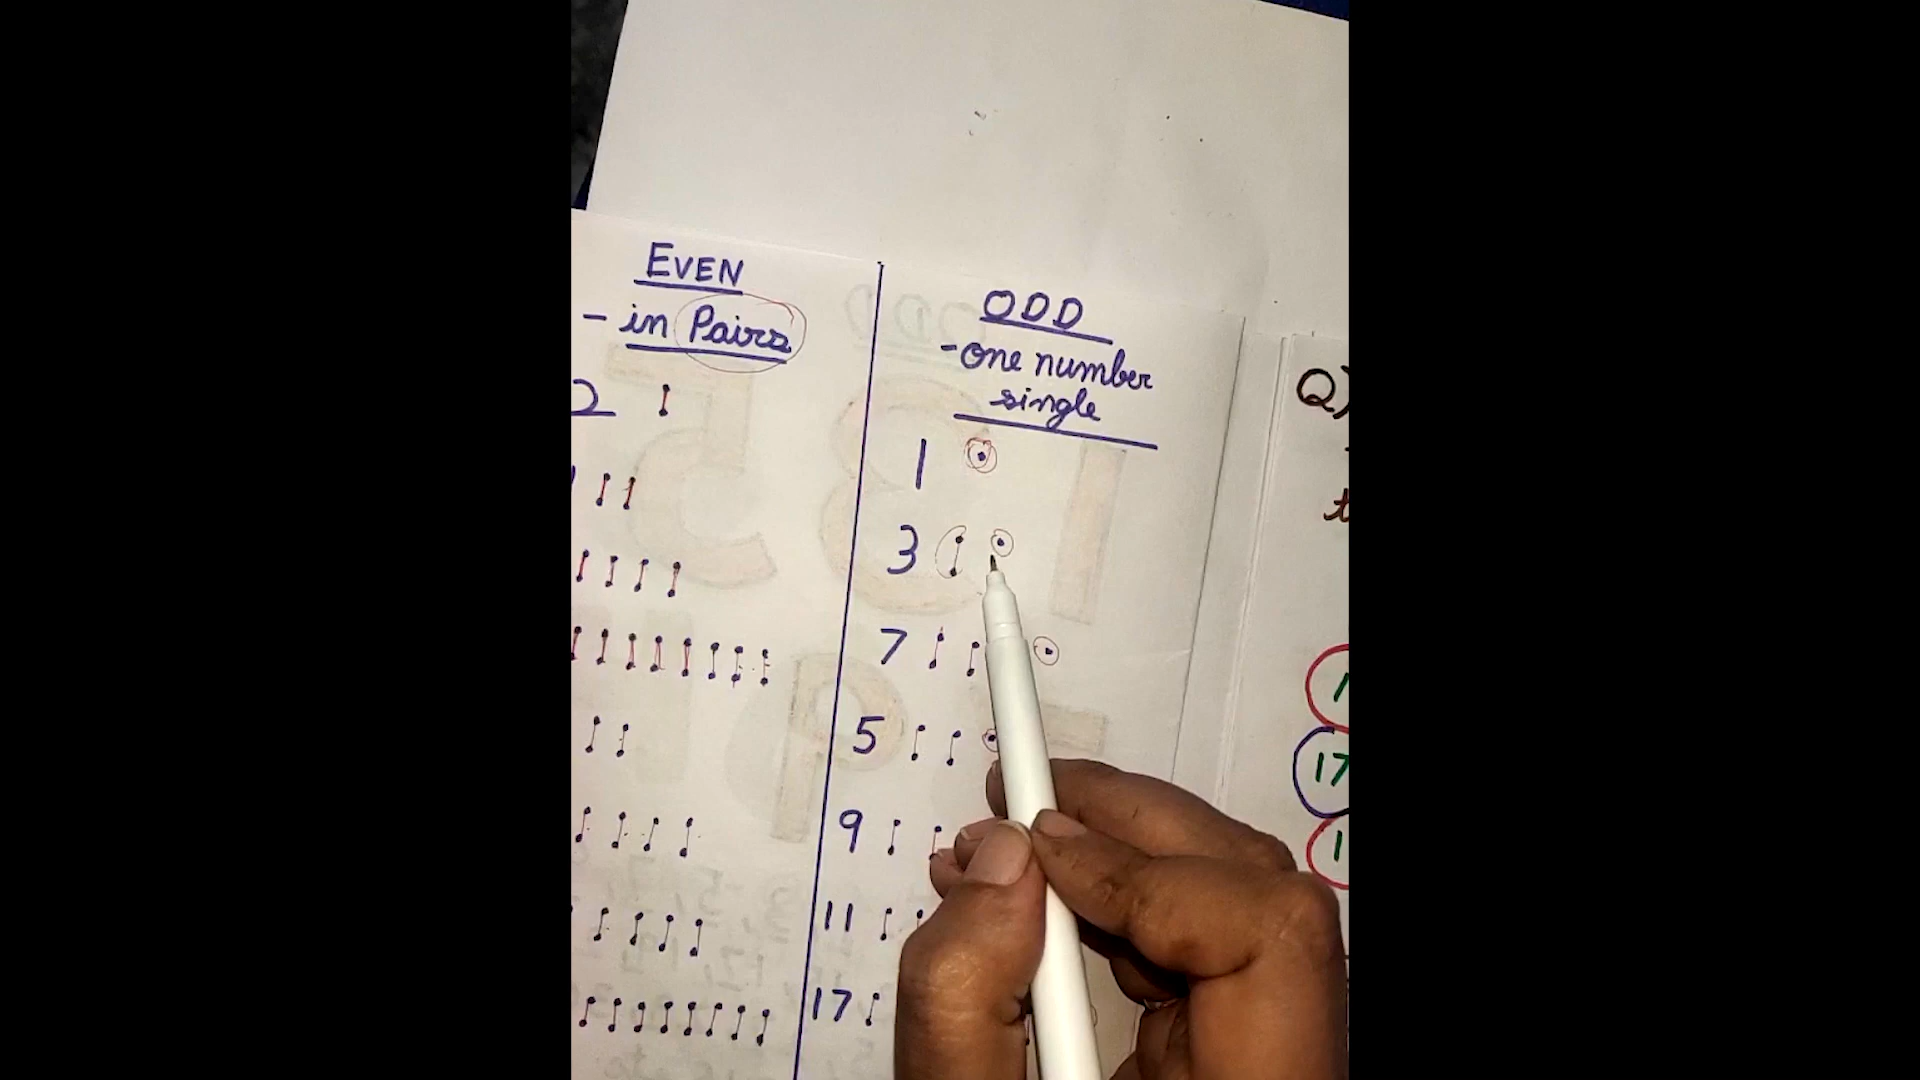 EVEN
- in Pairs
2
ODD
- one number
single
1
3
7
5
9
11
17
Q)
17